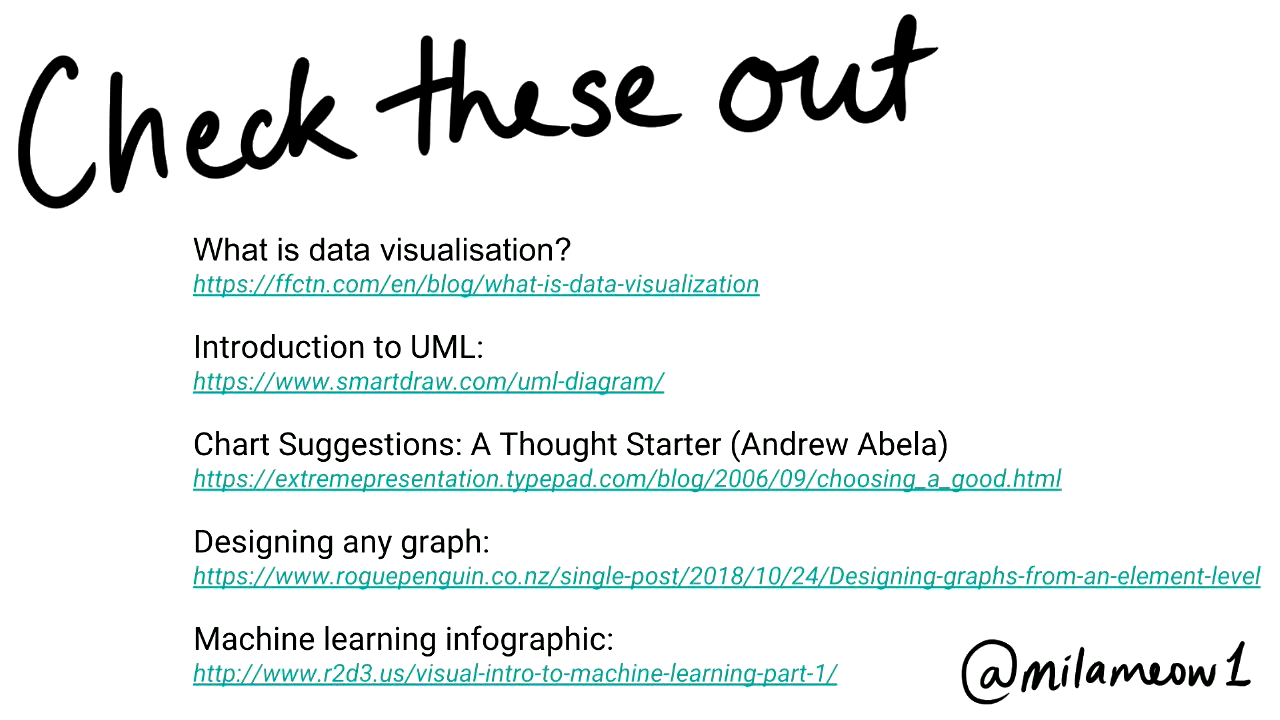 Check these out
What is data visualisation?
https://ffctn.com/en/blog/what-is-data-visualization
Introduction to UML:
https://www.smartdraw.com/uml-diagram/
Chart Suggestions: A Thought Starter (Andrew Abela)
https://extremepresentation.typepad.com/blog/2006/09/choosing_a_good.html
Designing any graph:
https://www.roguepenguin.co.nz/single-post/2018/10/24/Designing-graphs-from-an-element-level
Machine learning infographic:
http://www.r2d3.us/visual-intro-to-machine-learning-part-1/
@milameow1